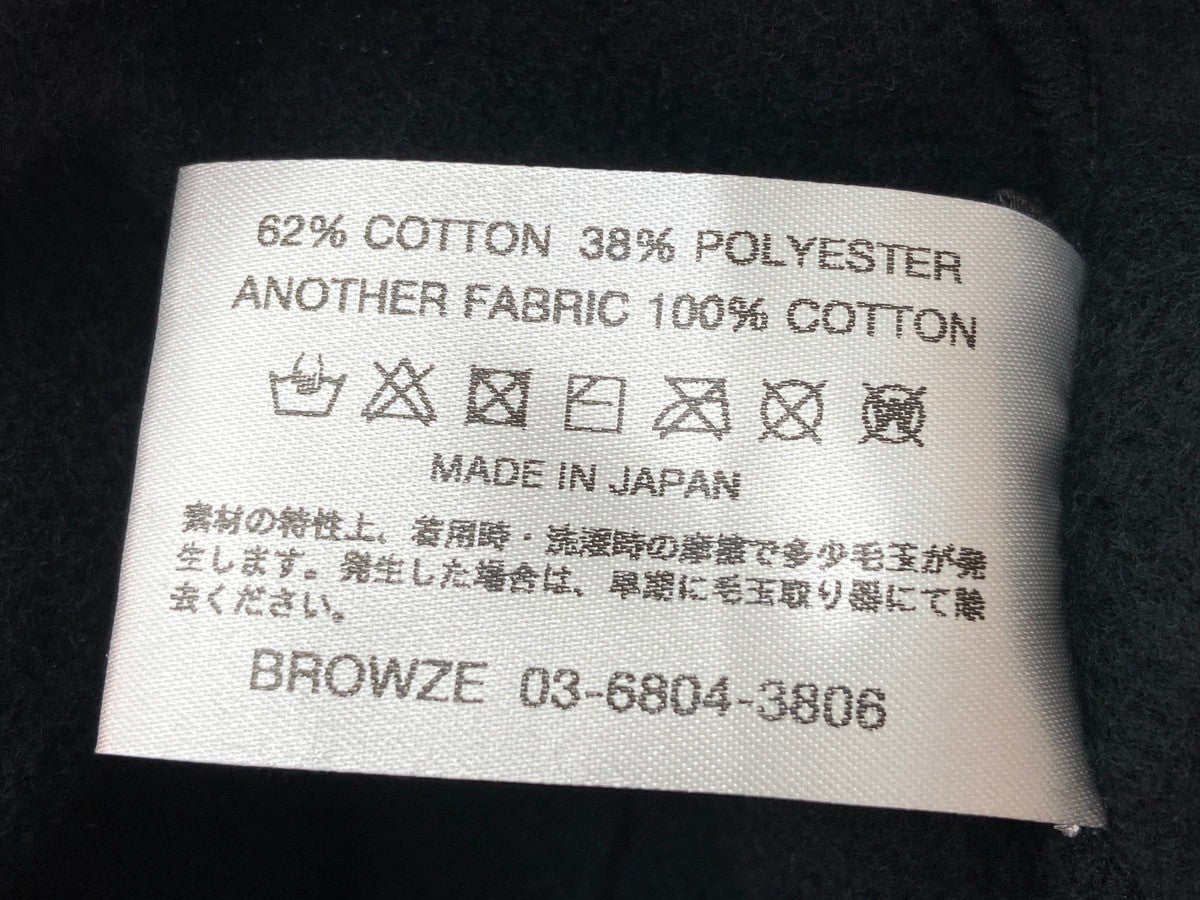 62% COTTON 38% POLYESTER
ANOTHER FABRIC 100% COTTON
MADE IN JAPAN
素材の特性上、着用時・洗濯時の摩擦で多少毛玉が発
生します。発生した場合は、早期に毛玉取り器にて除
去ください。
BROWZE 03-6804-3806